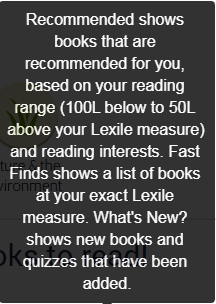 Recommended shows
books that are
recommended for you,
based on your reading
range (100L below to 50L
above your Lexile measure)
and reading interests. Fast
Finds shows a list of books
at your exact Lexile
measure. What's New?
shows new books and
quizzes that have been
added.